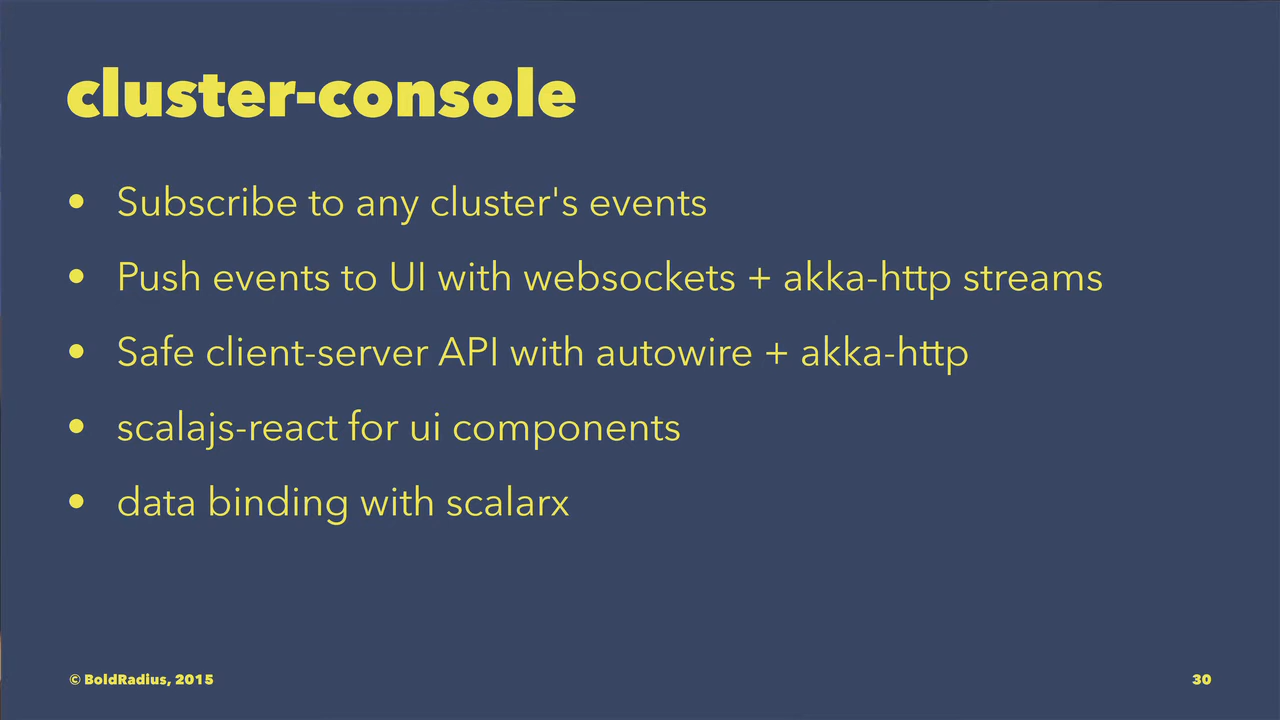 cluster-console
• Subscribe to any cluster's events
• Push events to UI with websockets + akka-http streams
• Safe client-server API with autowire + akka-http
• scalajs-react for ui components
• data binding with scalarx
© BoldRadius, 2015
30